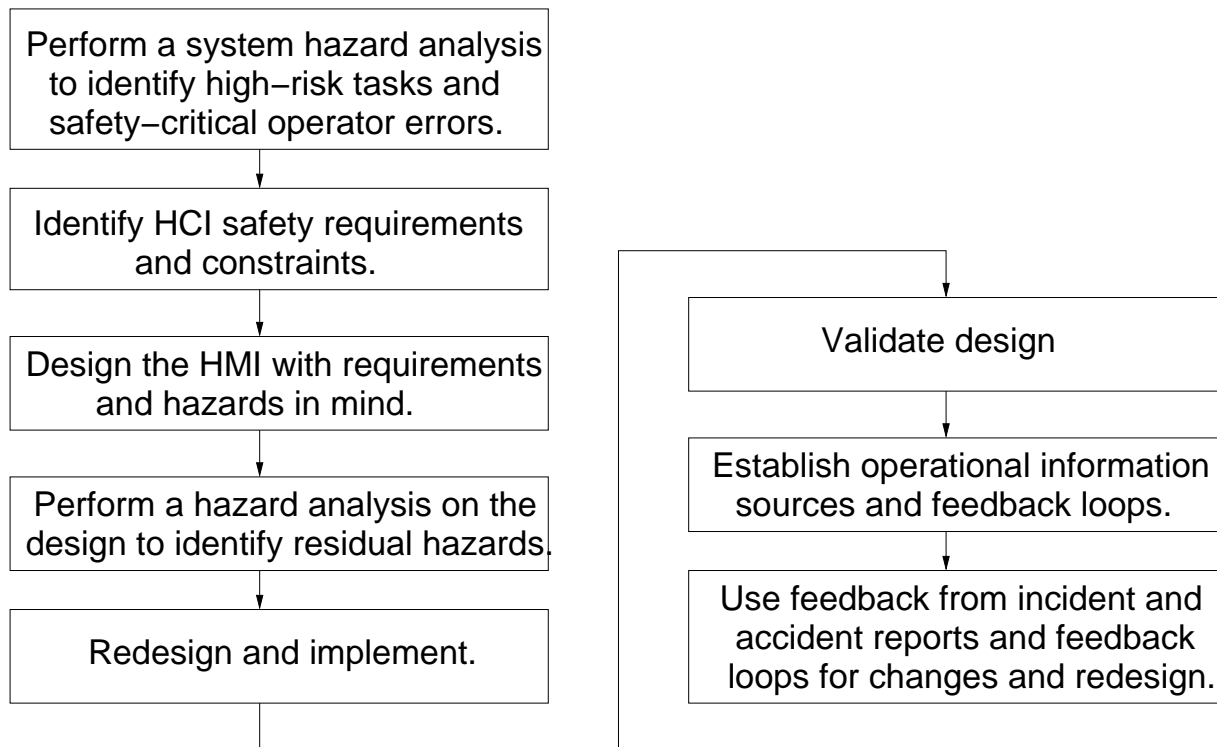 Perform a system hazard analysis
to identify high−risk tasks and
safety−critical operator errors.
Identify HCI safety requirements
and constraints.
Design the HMI with requirements
and hazards in mind.
Perform a hazard analysis on the
design to identify residual hazards.
Redesign and implement.
Validate design
Establish operational information
sources and feedback loops.
Use feedback from incident and
accident reports and feedback
loops for changes and redesign.